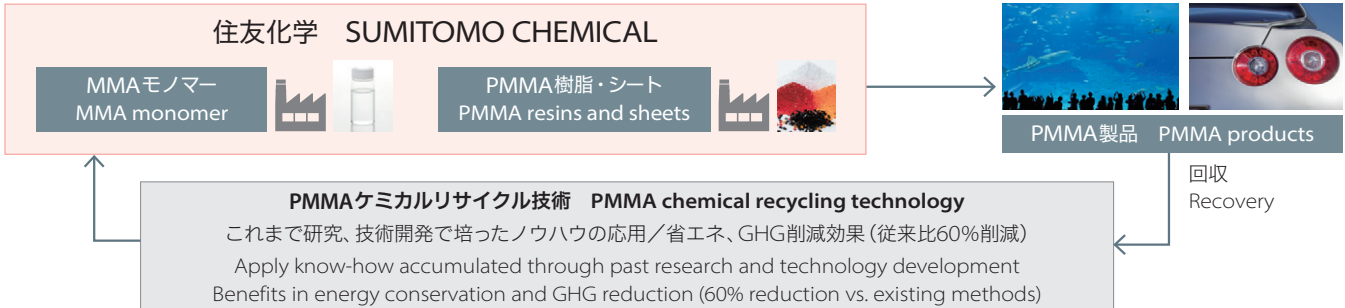 住友化学　SUMITOMO CHEMICAL
MMAモノマー
MMA monomer
PMMA樹脂・シート
PMMA resins and sheets
PMMA製品　PMMA products
回収
Recovery
PMMAケミカルリサイクル技術　PMMA chemical recycling technology
これまで研究、技術開発で培ったノウハウの応用／省エネ、GHG削減効果（従来比60%削減）
Apply know-how accumulated through past research and technology development
Benefits in energy conservation and GHG reduction (60% reduction vs. existing methods)